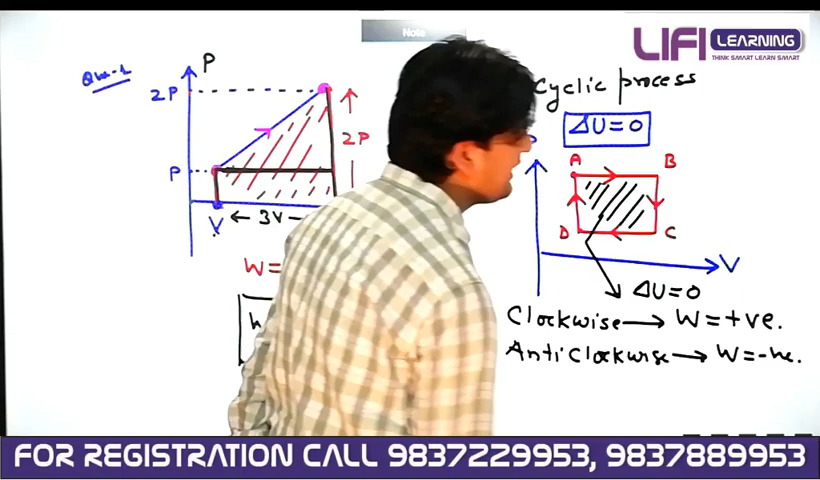 Note
LIFI LEARNING
THINK SMART LEARN SMART
Que-1
P
2P
2P
P
V
3V
W=
Cyclic process
ΔU=0
A
B
D
C
V
ΔU=0
Clockwise → W=+ve.
Anticlockwise → W=-ve.
FOR REGISTRATION CALL 9837229953, 9837889953